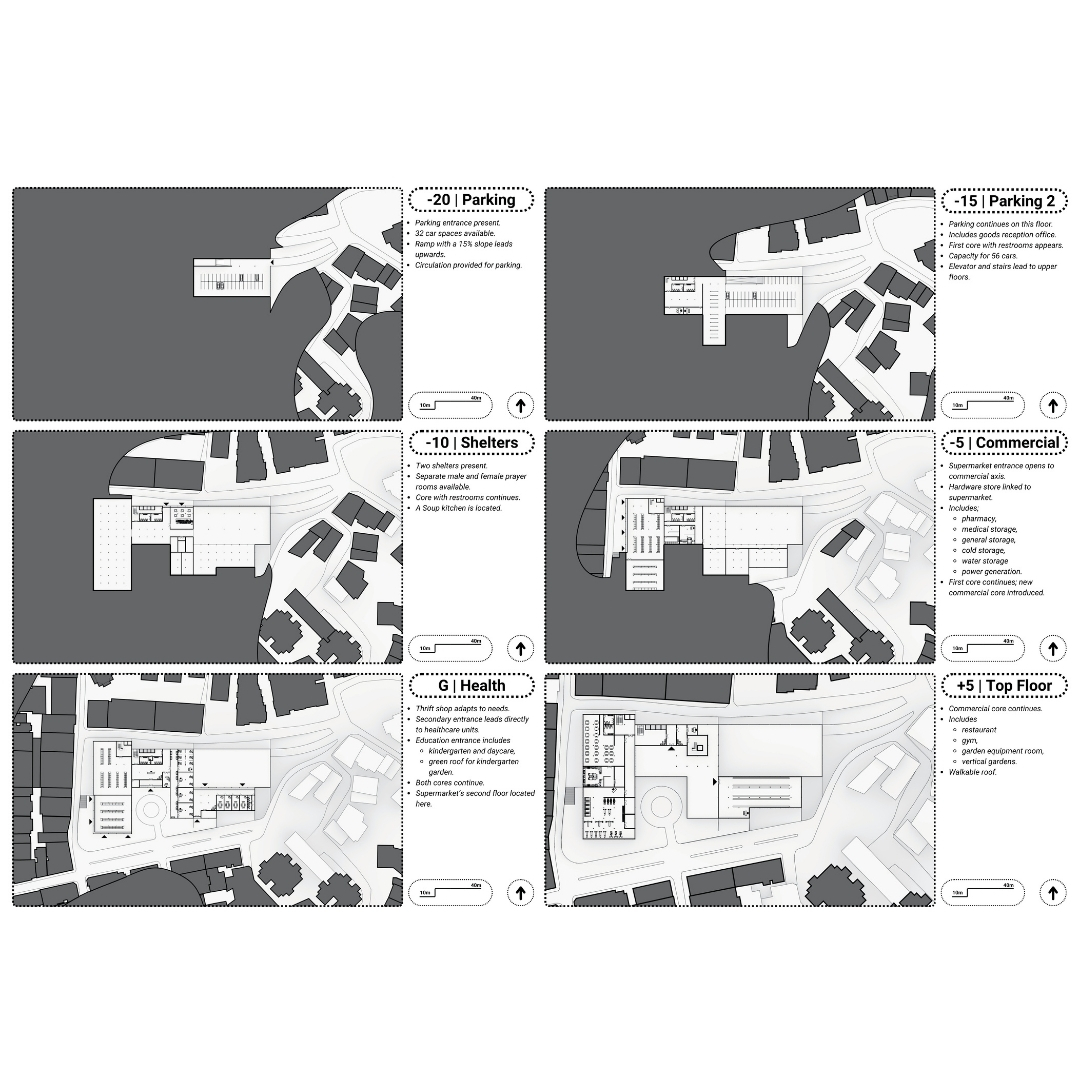 -20 | Parking
Parking entrance present.
32 car spaces available.
Ramp with a 15% slope leads
upwards.
Circulation provided for parking.
10m 40m
-15 | Parking 2
Parking continues on this floor.
Includes goods reception office.
First core with restrooms appears.
Capacity for 56 cars.
Elevator and stairs lead to upper
floors.
10m 40m
-10 | Shelters
Two shelters present.
Separate male and female prayer
rooms available.
Core with restrooms continues.
A Soup kitchen is located.
10m 40m
-5 | Commercial
Supermarket entrance opens to
commercial axis.
Hardware store linked to
supermarket.
Includes;
pharmacy,
medical storage,
general storage,
cold storage,
water storage
power generation.
First core continues; new
commercial core introduced.
10m 40m
G | Health
Thrift shop adapts to needs.
Secondary entrance leads directly
to healthcare units.
Education entrance includes
kindergarten and daycare,
green roof for kindergarten
garden.
Both cores continue.
Supermarket's second floor located
here.
10m 40m
+5 | Top Floor
Commercial core continues.
Includes
restaurant
gym,
garden equipment room,
vertical gardens.
Walkable roof.
10m 40m